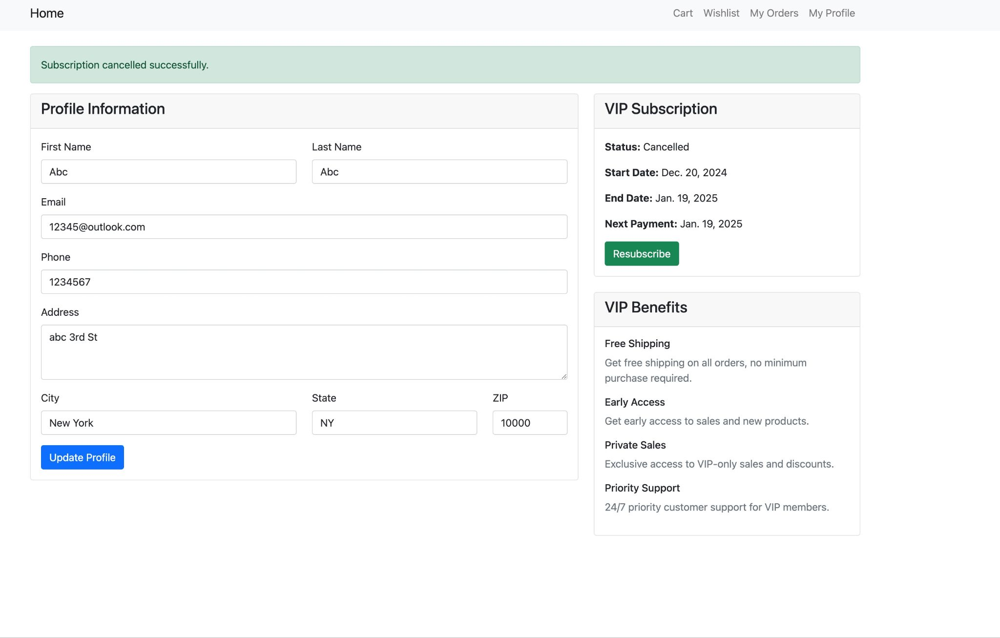 Home
Cart Wishlist My Orders My Profile
Subscription cancelled successfully.
Profile Information
First Name
Last Name
Abc
Abc
Email
12345@outlook.com
Phone
1234567
Address
abc 3rd St
City
State
ZIP
New York
NY
10000
Update Profile
VIP Subscription
Status: Cancelled
Start Date: Dec. 20, 2024
End Date: Jan. 19, 2025
Next Payment: Jan. 19, 2025
Resubscribe
VIP Benefits
Free Shipping
Get free shipping on all orders, no minimum
purchase required.
Early Access
Get early access to sales and new products.
Private Sales
Exclusive access to VIP-only sales and discounts.
Priority Support
24/7 priority customer support for VIP members.